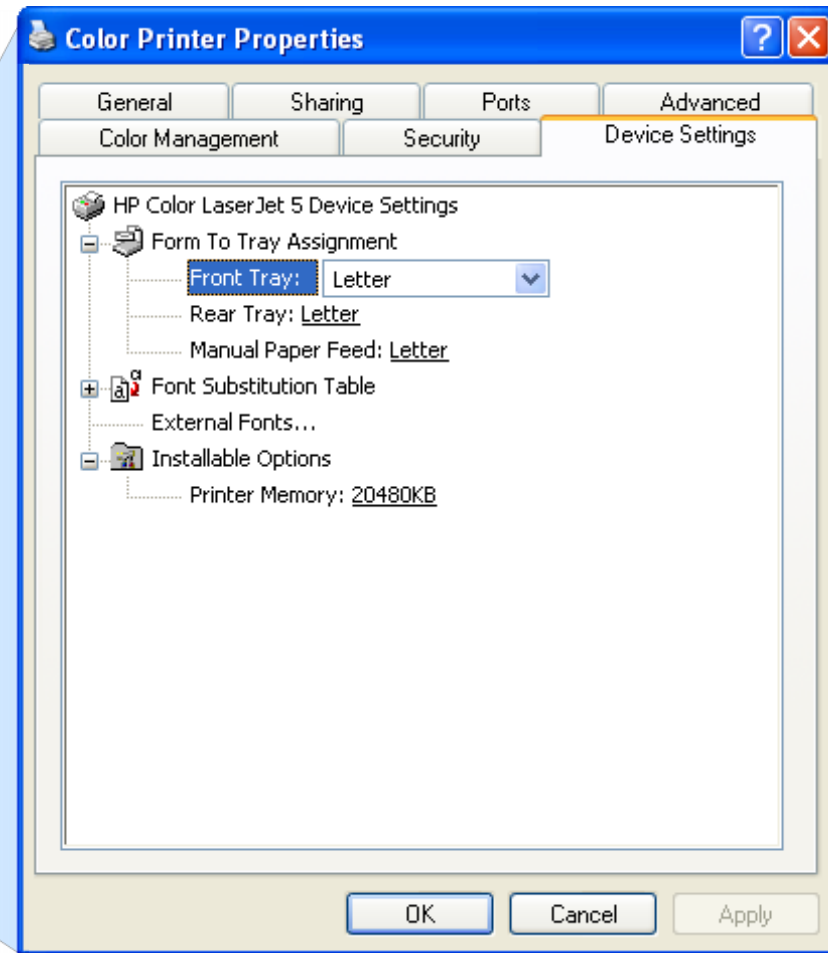 Color Printer Properties
General Sharing Ports Advanced
Color Management Security Device Settings
HP Color LaserJet 5 Device Settings
Form To Tray Assignment
Front Tray: Letter
Rear Tray: Letter
Manual Paper Feed: Letter
Font Substitution Table
External Fonts...
Installable Options
Printer Memory: 20480KB
OK Cancel Apply